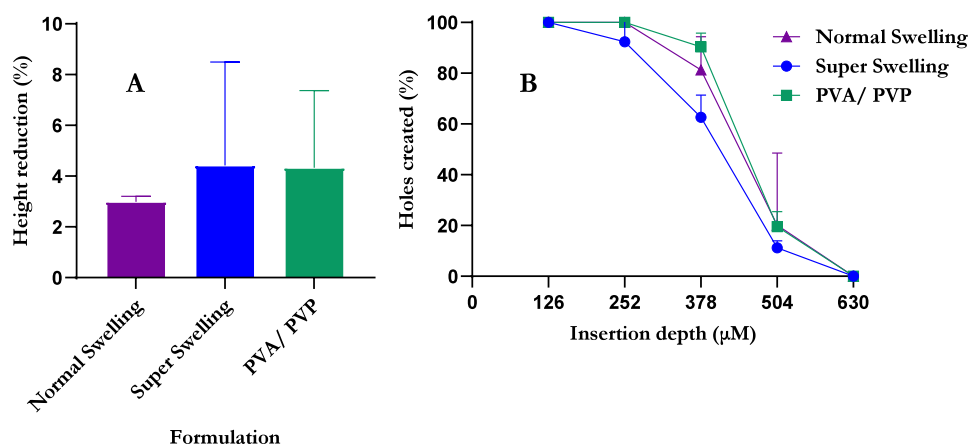 A
Height reduction (%)
10
8
6
4
2
0
Normal Swelling
Super Swelling
PVA/ PVP
Formulation
B
Holes created (%)
100
80
60
40
20
0
0 126 252 378 504 630
Insertion depth (µM)
Normal Swelling
Super Swelling
PVA/ PVP